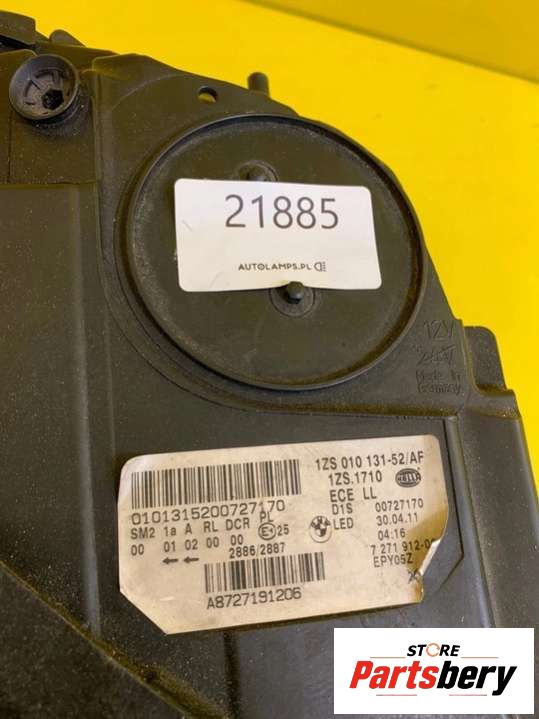 21885
AUTOLAMPS.PL
12V
Made in
Germany
1ZS 010 131-52/AF
1ZS.1710
HELLA
ECE LL
D1S 00727170
LED 30.04.11
04:16
7 271 912-0
EPY05Z
0101315200727170
SM2 1a A RL DCR PL
00 01 02 00 00 E1 25
2886/2887
A8727191206
STORE
Partsbery